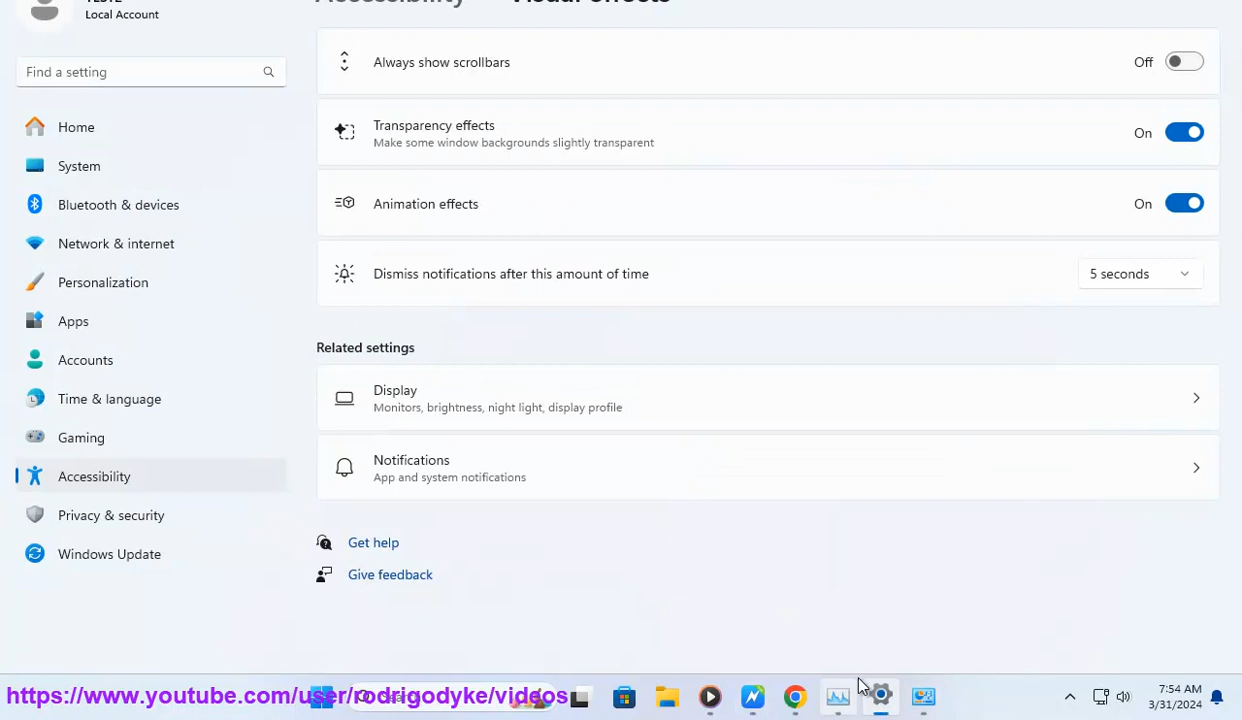 TESTE
Local Account
Accessibility
Visual effects
Find a setting
Home
System
Bluetooth & devices
Network & internet
Personalization
Apps
Accounts
Time & language
Gaming
Accessibility
Privacy & security
Windows Update
Always show scrollbars
Off
Transparency effects
Make some window backgrounds slightly transparent
On
Animation effects
On
Dismiss notifications after this amount of time
5 seconds
Related settings
Display
Monitors, brightness, night light, display profile
Notifications
App and system notifications
Get help
Give feedback
https://www.youtube.com/user/rodrigodyke/videos
7:54 AM
3/31/2024